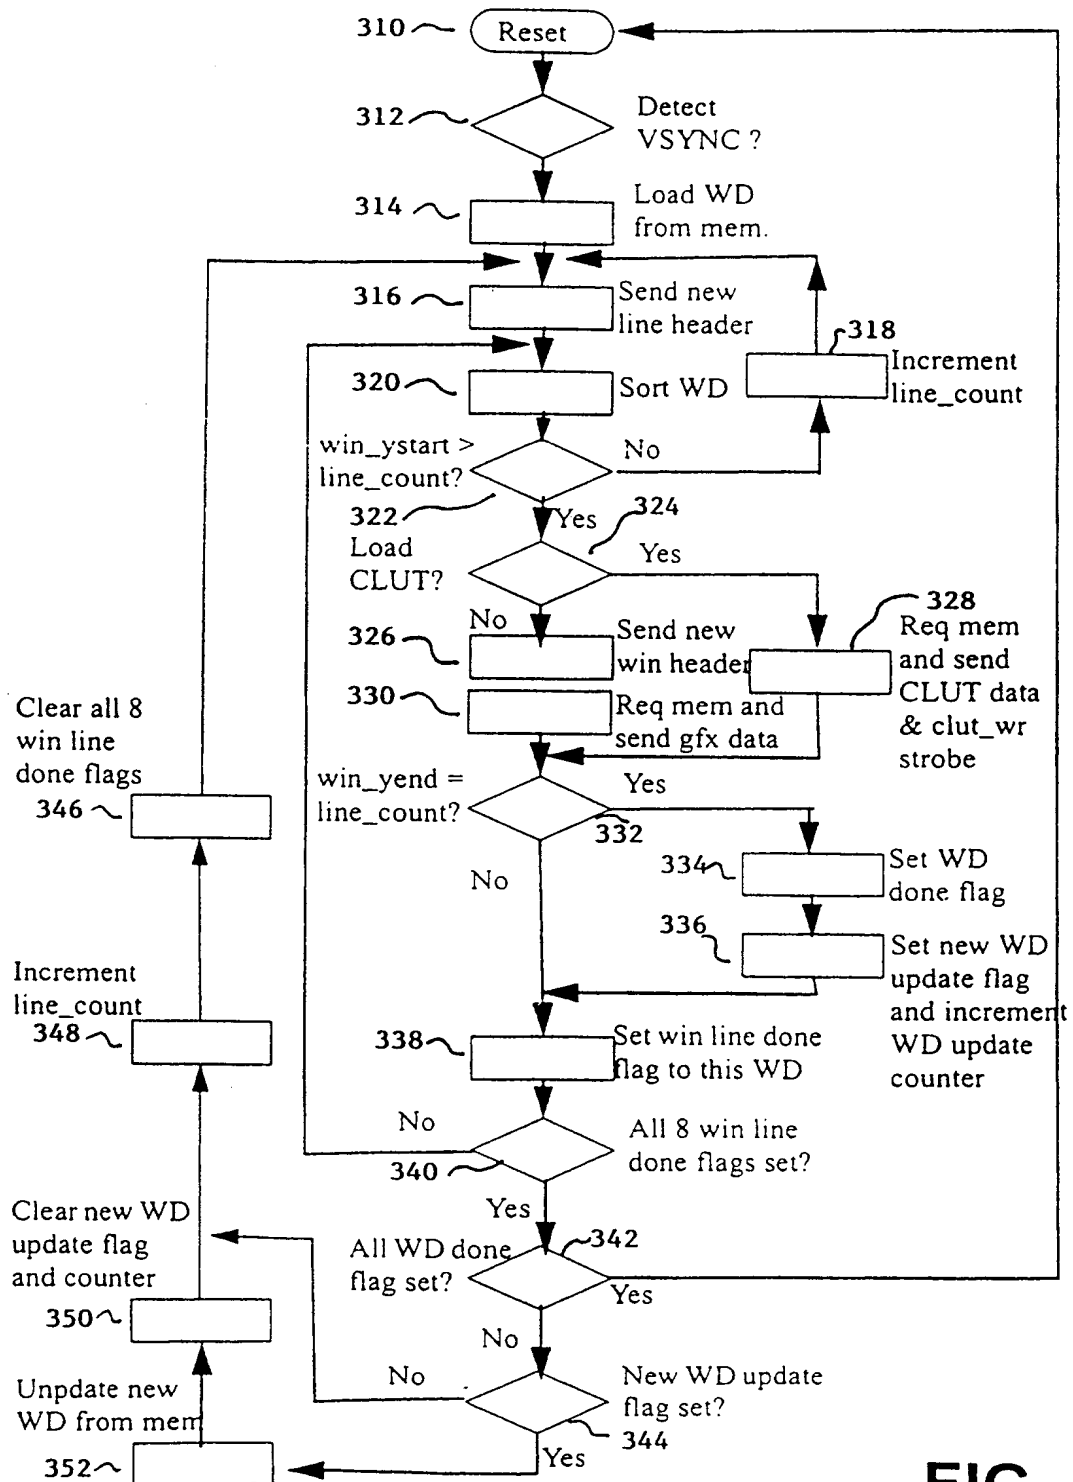 310
Reset
312
Detect
VSYNC ?
314
Load WD
from mem.
316
Send new
line header
318
Increment
line_count
320
Sort WD
win_ystart >
line_count?
No
322
Yes
324
Load
CLUT?
Yes
No
326
Send new
win header
328
Req mem
and send
CLUT data
& clut_wr
strobe
330
Req mem and
send gfx data
Clear all 8
win line
done flags
346
win_yend =
line_count?
Yes
332
334
Set WD
done flag
No
336
Set new WD
update flag
and increment
WD update
counter
Increment
line_count
348
338
Set win line done
flag to this WD
No
340
All 8 win line
done flags set?
Yes
Clear new WD
update flag
and counter
350
All WD done
flag set?
342
Yes
No
No
New WD update
flag set?
344
Unpdate new
WD from mem
352
Yes
FIG